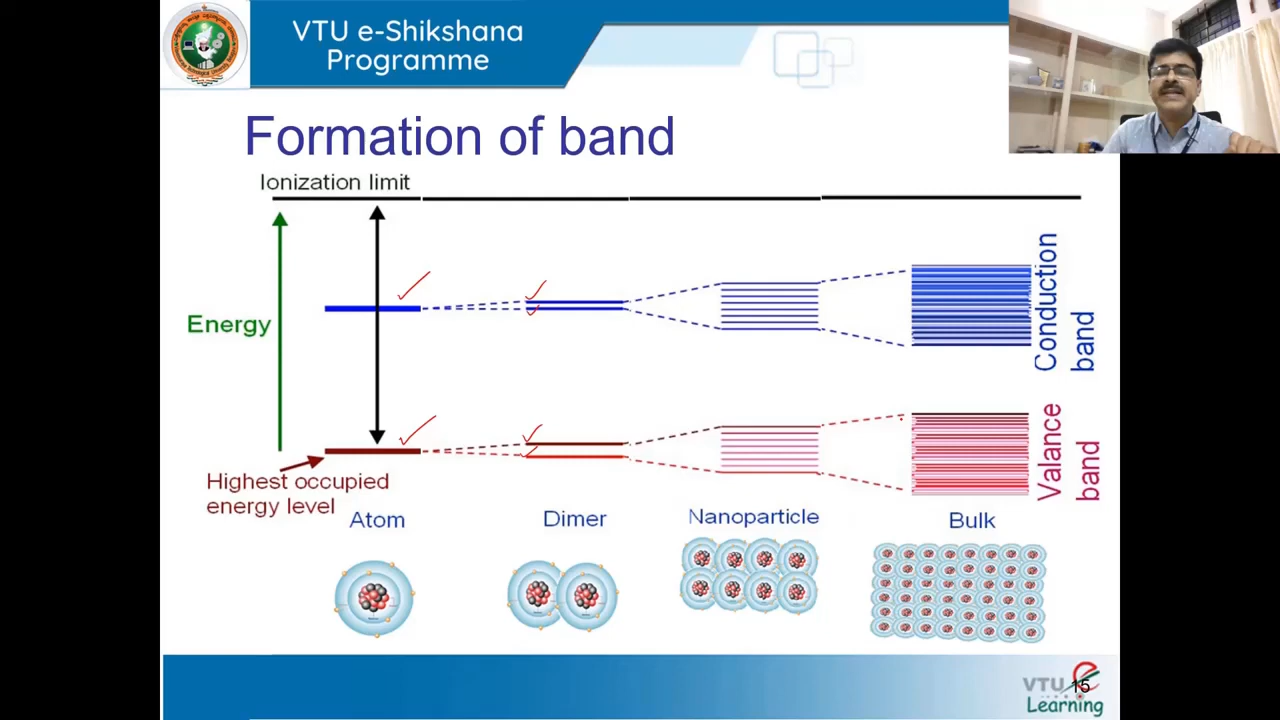 VTU e-Shikshana
Programme
Formation of band
Ionization limit
Energy
Conduction
band
Valance
band
Highest occupied
energy level
Atom
Dimer
Nanoparticle
Bulk
15
VTU e
Learning